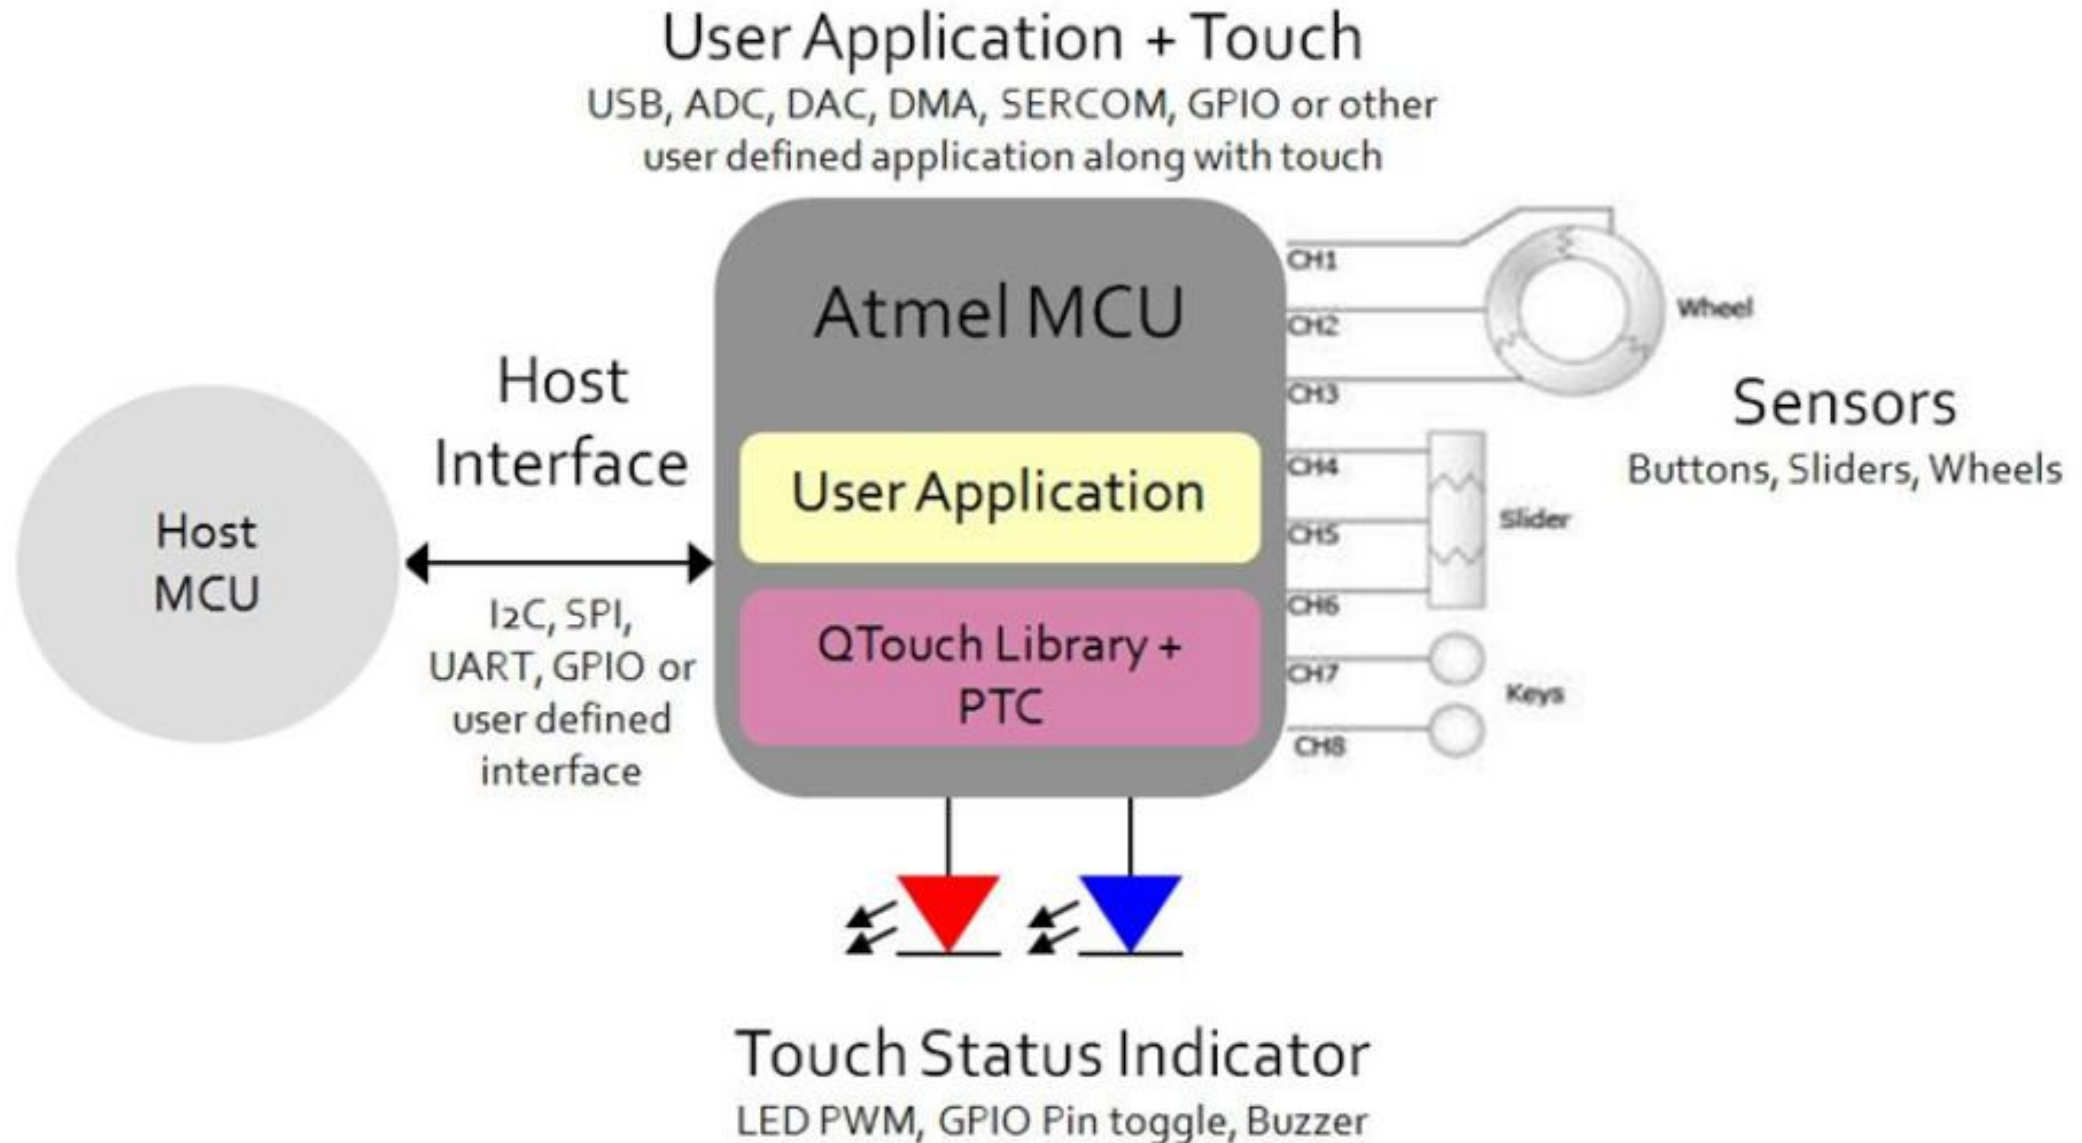 User Application + Touch
USB, ADC, DAC, DMA, SERCOM, GPIO or other
user defined application along with touch
Atmel MCU
User Application
QTouch Library +
PTC
Host
Interface
Host
MCU
I2C, SPI,
UART, GPIO or
user defined
interface
CH1
CH2
CH3
CH4
CH5
CH6
CH7
CH8
Wheel
Slider
Keys
Sensors
Buttons, Sliders, Wheels
Touch Status Indicator
LED PWM, GPIO Pin toggle, Buzzer